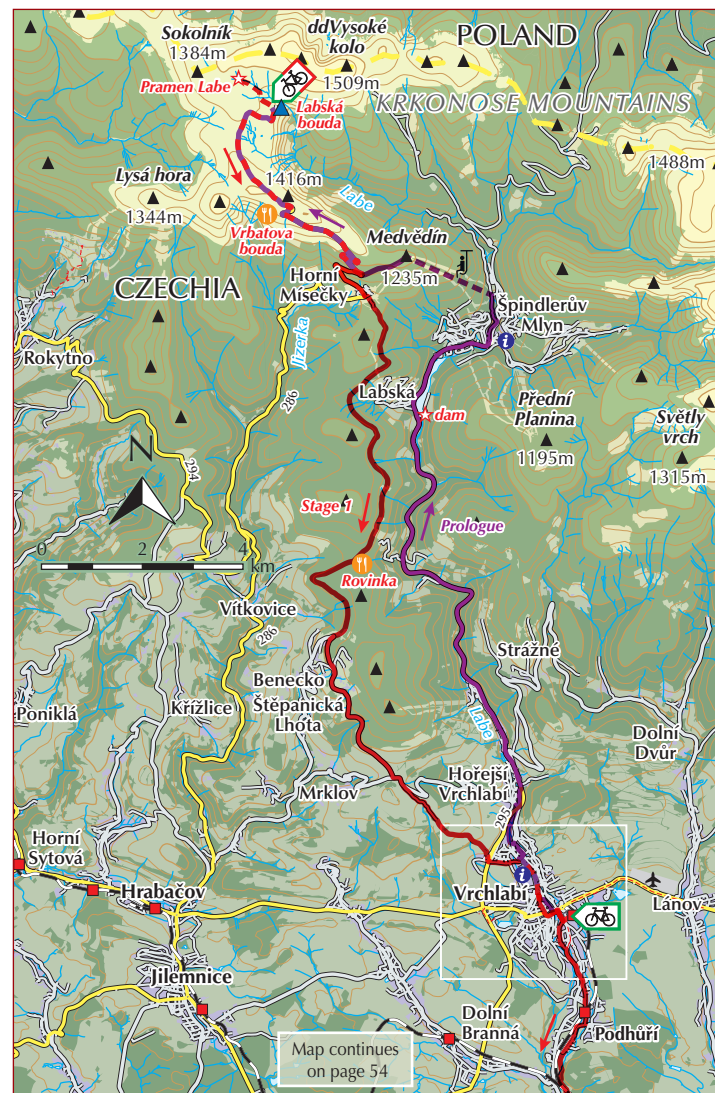 Sokolník
1384m
ddVysoké
kolo
1509m
POLAND
Pramen Labe
Labská
bouda
KRKONOSE MOUNTAINS
1488m
Lysá hora
1344m
1416m
Labe
Vrbatova
bouda
Medvědín
1235m
CZECHIA
Horní
Mísečky
Špindlerův
Mlyn
i
Rokytno
Jizerka
286
Labská
dam
Přední
Planina
1195m
Světly
vrch
1315m
N
294
Stage 1
Prologue
0 2 4
km
Rovinka
Vítkovice
286
Strážné
Benecko
Štěpanická
Lhota
Poniklá
Křížlice
Labe
Dolní
Dvůr
Mrklov
Hořejší
Vrchlabí
295
Horní
Sytová
Hrabačov
i
Vrchlabí
Lánov
Jilemnice
Dolní
Branná
Podhůří
Map continues
on page 54